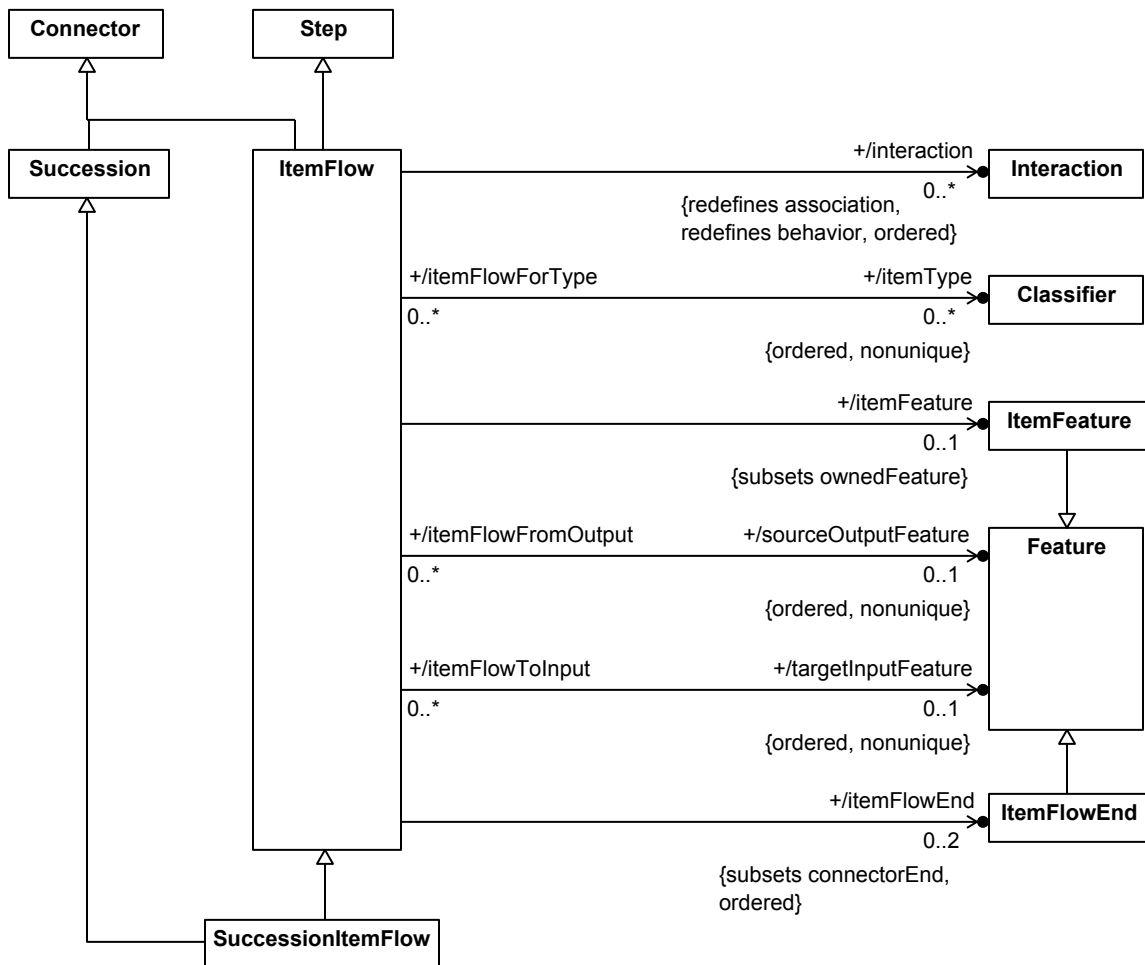 Connector
Step
Succession
ItemFlow
+/interaction
Interaction
0..*
{redefines association,
redefines behavior, ordered}
+/itemFlowForType
+/itemType
Classifier
0..*
0..*
{ordered, nonunique}
+/itemFeature
ItemFeature
0..1
{subsets ownedFeature}
+/itemFlowFromOutput
+/sourceOutputFeature
Feature
0..*
0..1
{ordered, nonunique}
+/itemFlowToInput
+/targetInputFeature
0..*
0..1
{ordered, nonunique}
+/itemFlowEnd
ItemFlowEnd
0..2
{subsets connectorEnd,
ordered}
SuccessionItemFlow